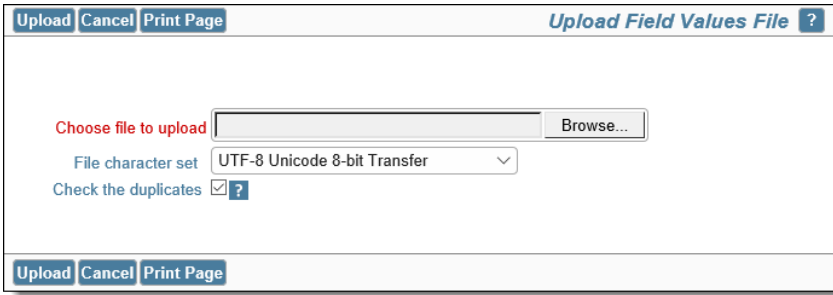 Upload Cancel Print Page Upload Field Values File ?
Choose file to upload Browse...
File character set UTF-8 Unicode 8-bit Transfer
Check the duplicates ?
Upload Cancel Print Page